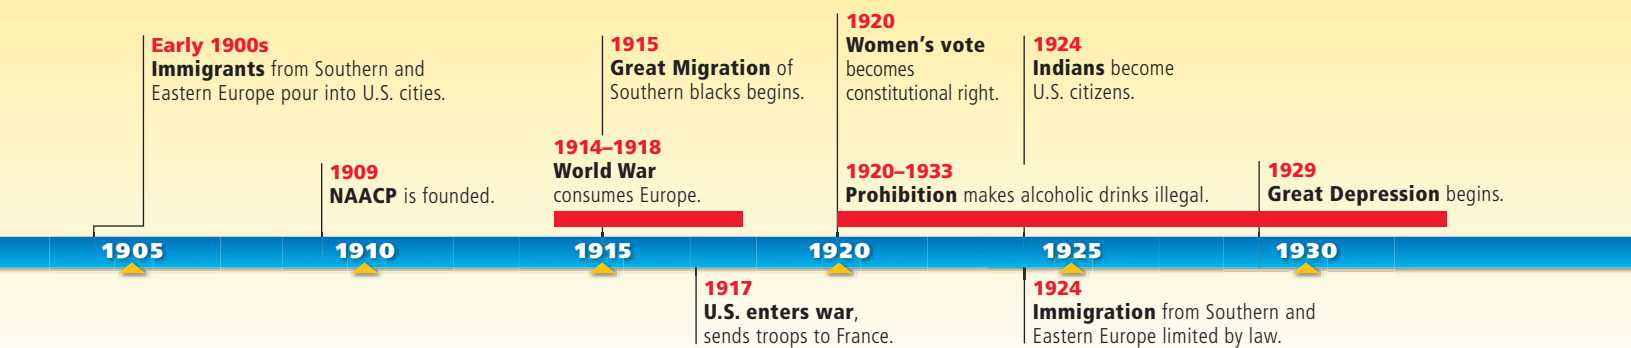 Early 1900s
Immigrants from Southern and
Eastern Europe pour into U.S. cities.
1909
NAACP is founded.
1915
Great Migration of
Southern blacks begins.
1914–1918
World War
consumes Europe.
1920
Women's vote
becomes
constitutional right.
1920–1933
Prohibition makes alcoholic drinks illegal.
1924
Indians become
U.S. citizens.
1929
Great Depression begins.
1905 1910 1915 1920 1925 1930
1917
U.S. enters war,
sends troops to France.
1924
Immigration from Southern and
Eastern Europe limited by law.